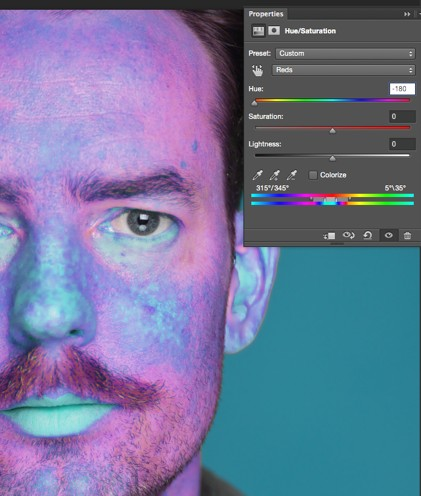 Properties
Hue/Saturation
Preset: Custom
Reds
Hue: -180
Saturation: 0
Lightness: 0
Colorize
315°/345° 5°\35°